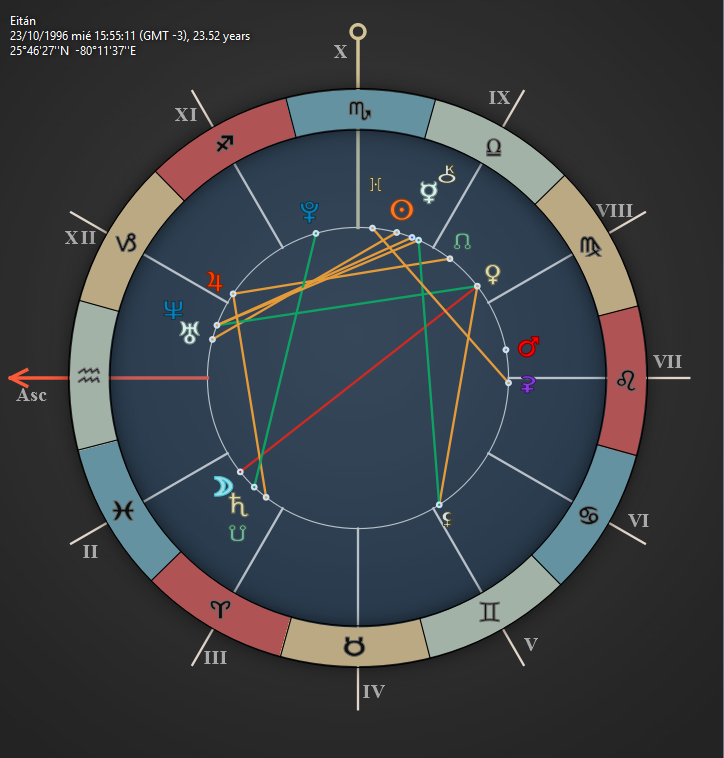 Eitán
23/10/1996 mié 15:55:11 (GMT -3), 23.52 years
25°46'27''N  -80°11'37''E
X
IX
XI
VIII
XII
VII
Asc
VI
II
V
III
IV